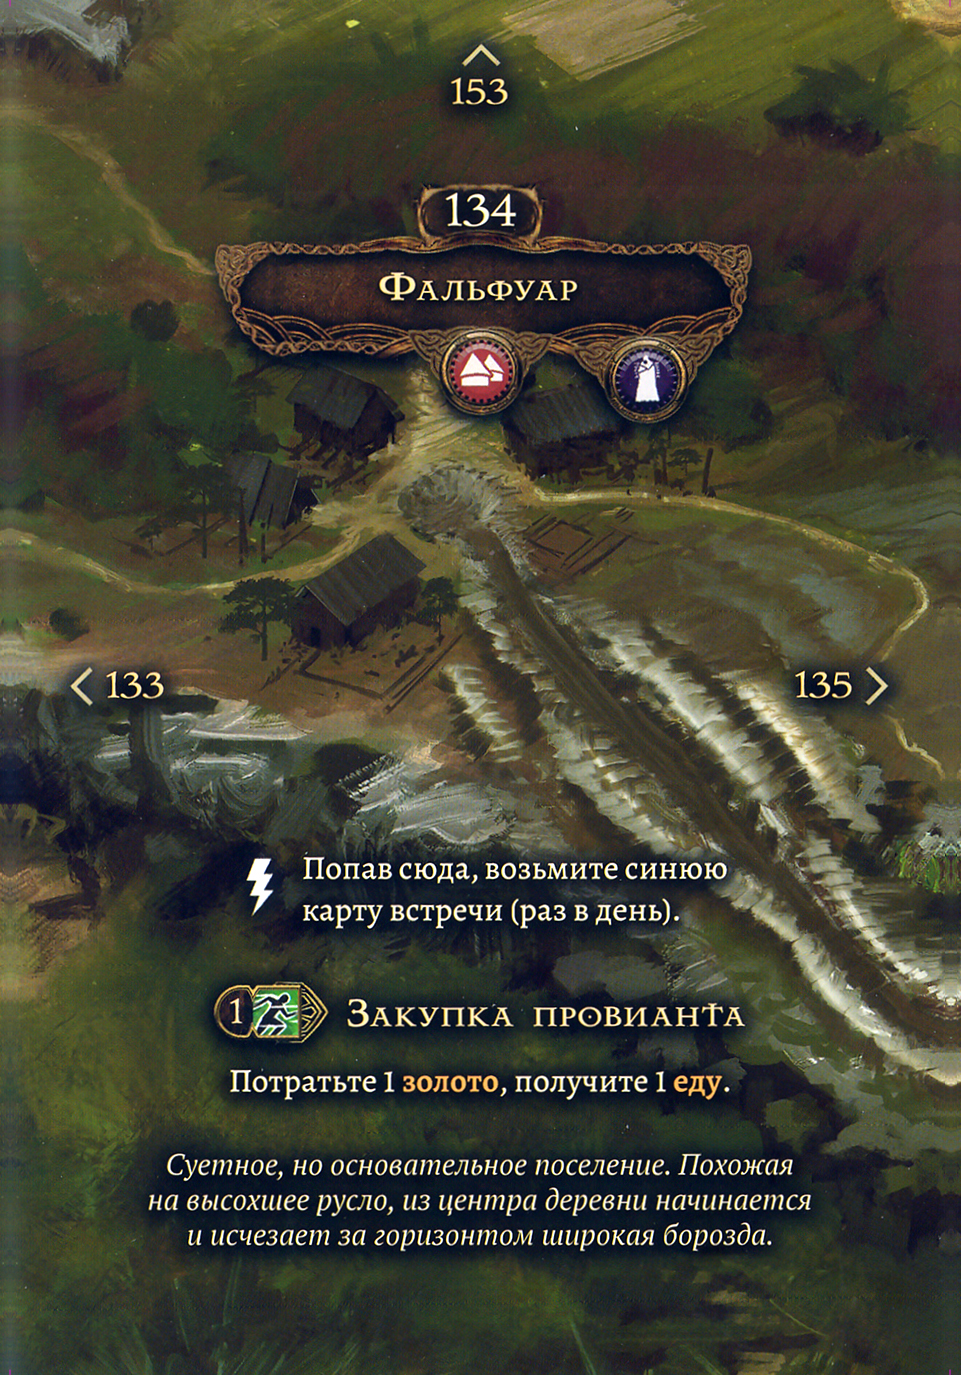 153
134
Фальфуар
133
135
Попав сюда, возьмите синюю
карту встречи (раз в день).
1 Закупка провианта
Потратьте 1 золото, получите 1 еду.
Суетное, но основательное поселение. Похожая
на высохшее русло, из центра деревни начинается
и исчезает за горизонтом широкая борозда.